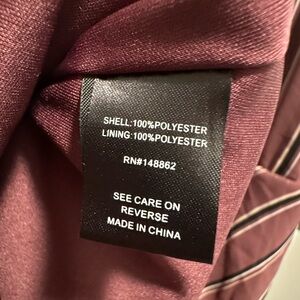 SHELL:100%POLYESTER
LINING:100%POLYESTER
RN#148862
SEE CARE ON
REVERSE
MADE IN CHINA